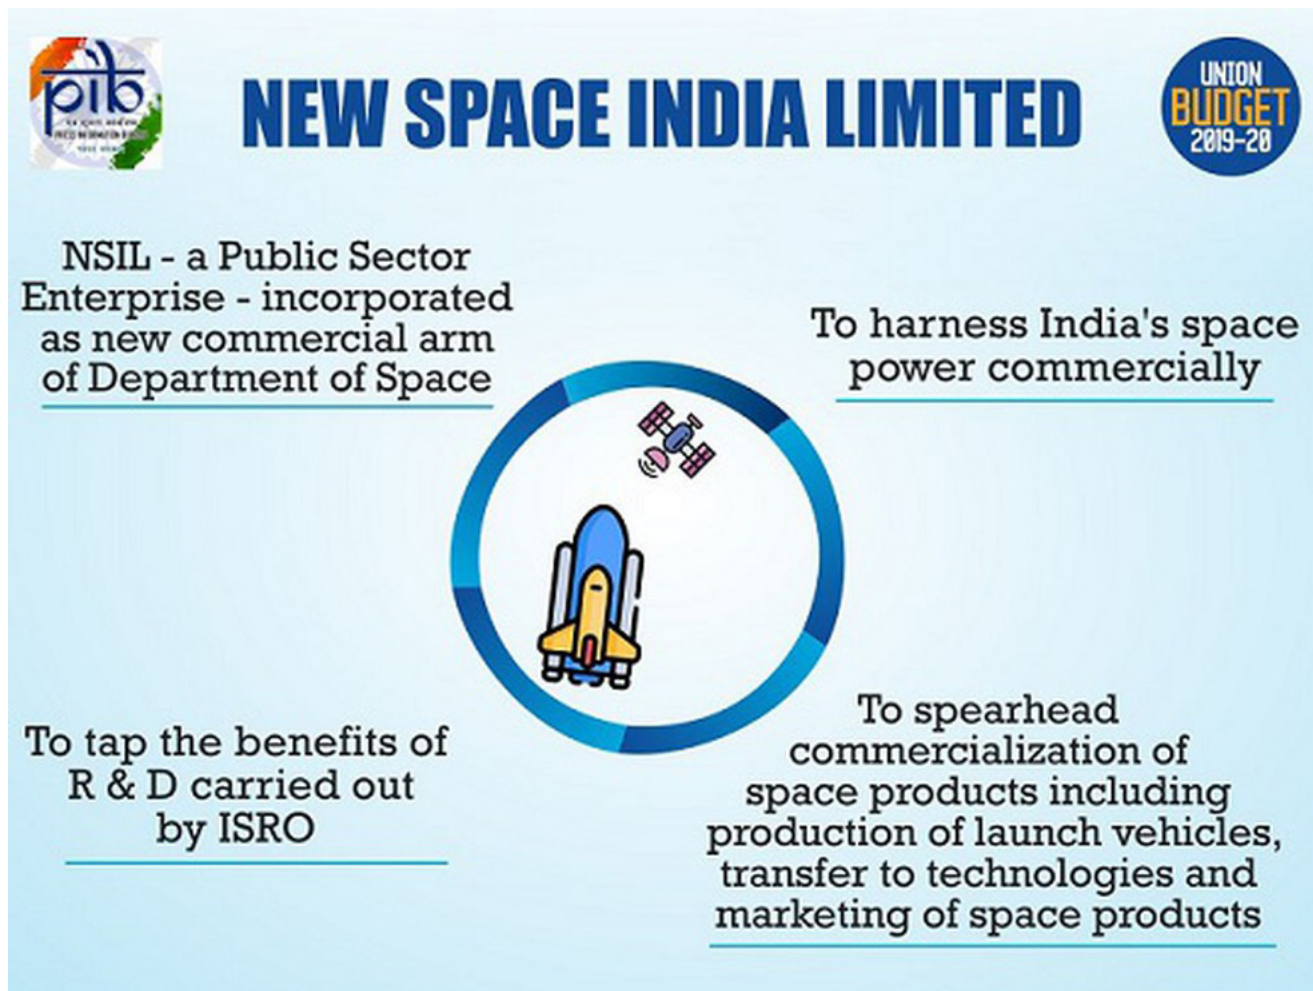 pib
NEW SPACE INDIA LIMITED
UNION
BUDGET
2019-20
NSIL - a Public Sector
Enterprise - incorporated
as new commercial arm
of Department of Space
To harness India's space
power commercially
To tap the benefits of
R & D carried out
by ISRO
To spearhead
commercialization of
space products including
production of launch vehicles,
transfer to technologies and
marketing of space products